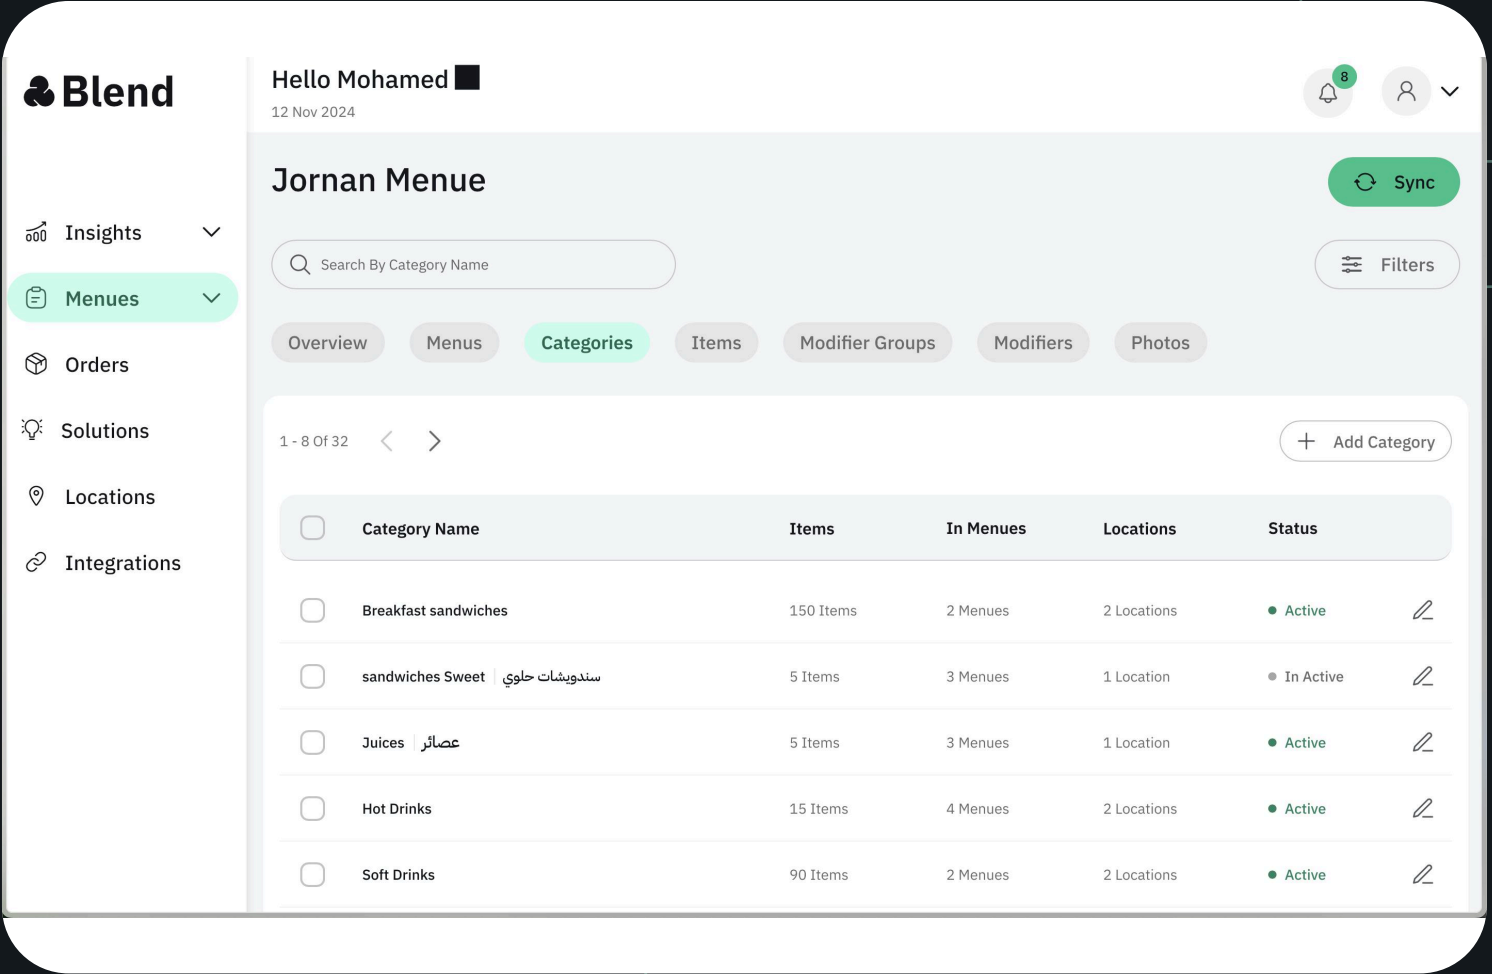 Blend
Hello Mohamed
12 Nov 2024
8
Insights
Menues
Orders
Solutions
Locations
Integrations
Jornan Menue
Sync
Search By Category Name
Filters
Overview Menus Categories Items Modifier Groups Modifiers Photos
1 - 8 Of 32
Add Category
Category Name Items In Menues Locations Status
Breakfast sandwiches 150 Items 2 Menues 2 Locations Active
sandwiches Sweet سندويشات حلوي 5 Items 3 Menues 1 Location In Active
Juices عصائر 5 Items 3 Menues 1 Location Active
Hot Drinks 15 Items 4 Menues 2 Locations Active
Soft Drinks 90 Items 2 Menues 2 Locations Active